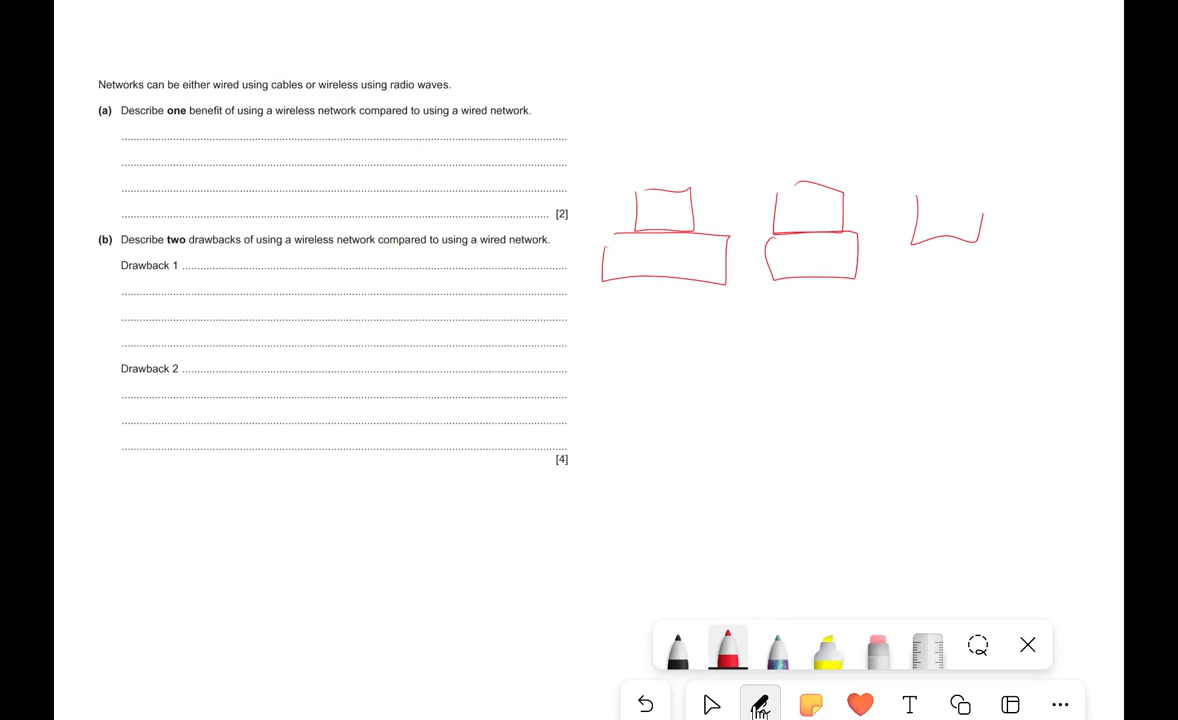 Networks can be either wired using cables or wireless using radio waves.
(a) Describe one benefit of using a wireless network compared to using a wired network.
[2]
(b) Describe two drawbacks of using a wireless network compared to using a wired network.
Drawback 1
Drawback 2
[4]
T